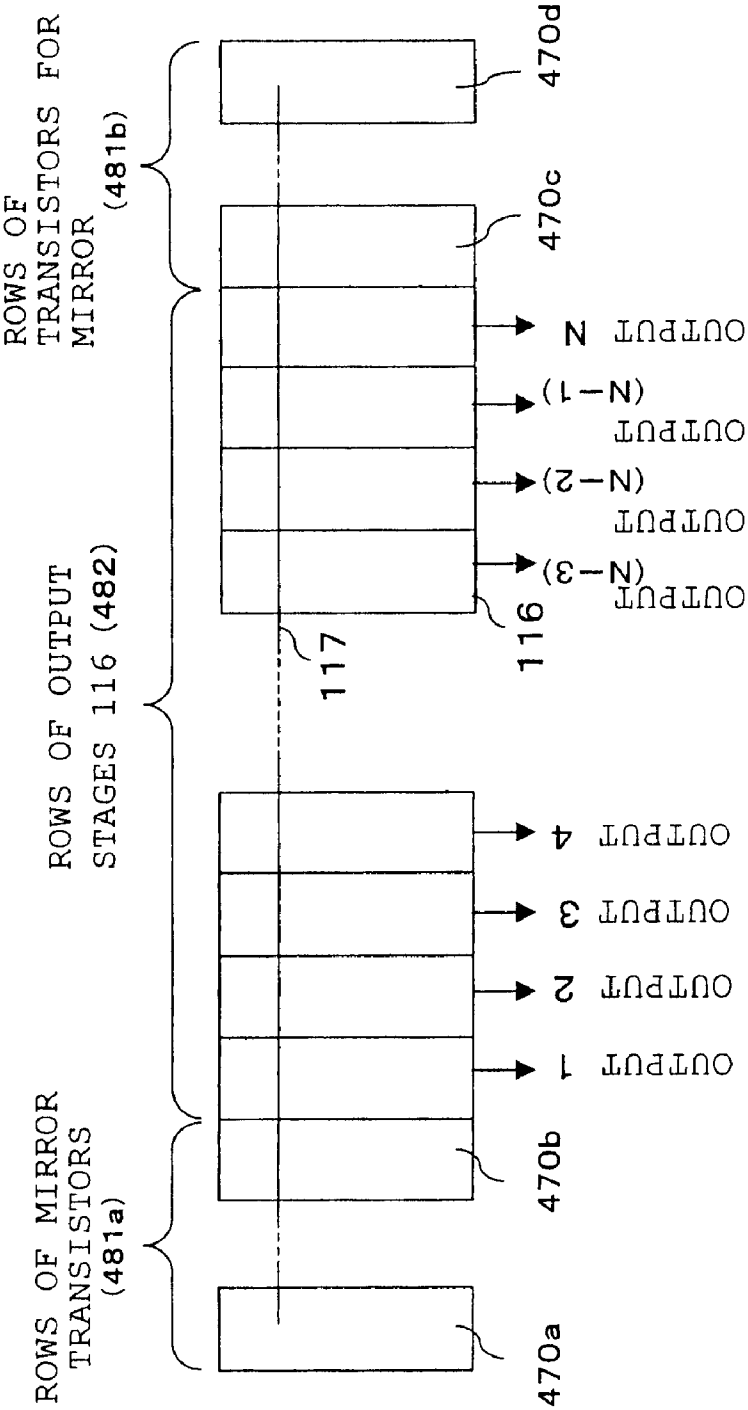 ROWS OF MIRROR
TRANSISTORS
(481a)
ROWS OF OUTPUT
STAGES 116 (482)
ROWS OF
TRANSISTORS FOR
MIRROR
(481b)
117
470a
470b
116
470c
470d
OUTPUT 1
OUTPUT 2
OUTPUT 3
OUTPUT 4
OUTPUT
(N-3)
OUTPUT
(N-2)
OUTPUT
(N-1)
OUTPUT N